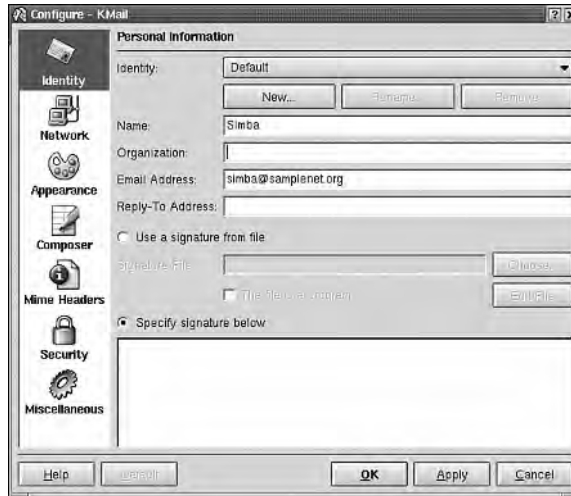 Configure - KMail
Identity
Network
Appearance
Composer
Mime Headers
Security
Miscellaneous
Personal Information
Identity: Default
New... Rename... Remove
Name: Simba
Organization:
Email Address: simba@samplenet.org
Reply-To Address:
Use a signature from file
Signature File:
Choose...
The file is a program
Edit File
Specify signature below
Help Default OK Apply Cancel